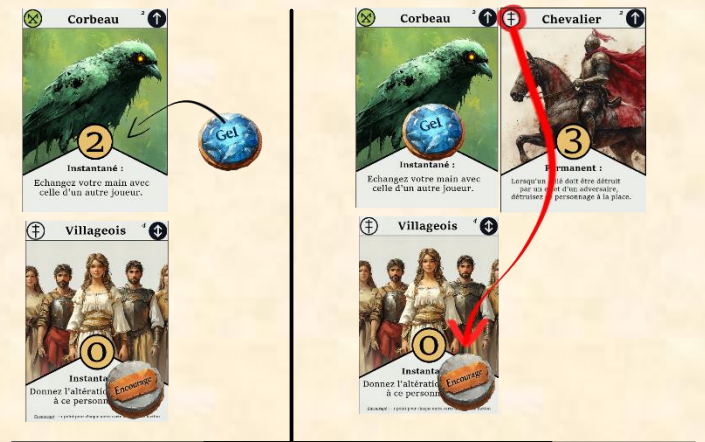 Corbeau 2
Gel
2
Instantané :
Echangez votre main avec
celle d'un autre joueur.
Villageois 4
0
Instanta
Donnez l'altératio
à ce personn
Encouragé
Corbeau 2
Gel
Instantané :
Echangez votre main avec
celle d'un autre joueur.
Chevalier 2
3
Permanent :
Lorsqu'un allié doit être détruit
par un effet d'un adversaire,
détruisez ce personnage à la place.
Villageois 4
0
Instanta
Donnez l'altératio
à ce personn
Encouragé